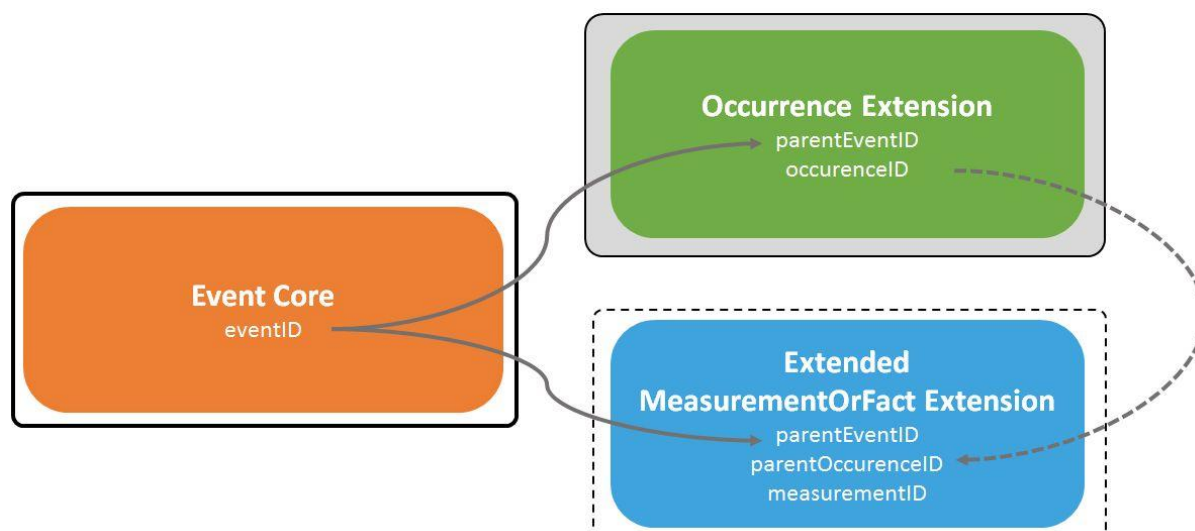 Occurrence Extension
parentEventID
occurenceID
Event Core
eventID
Extended
MeasurementOrFact Extension
parentEventID
parentOccurenceID
measurementID